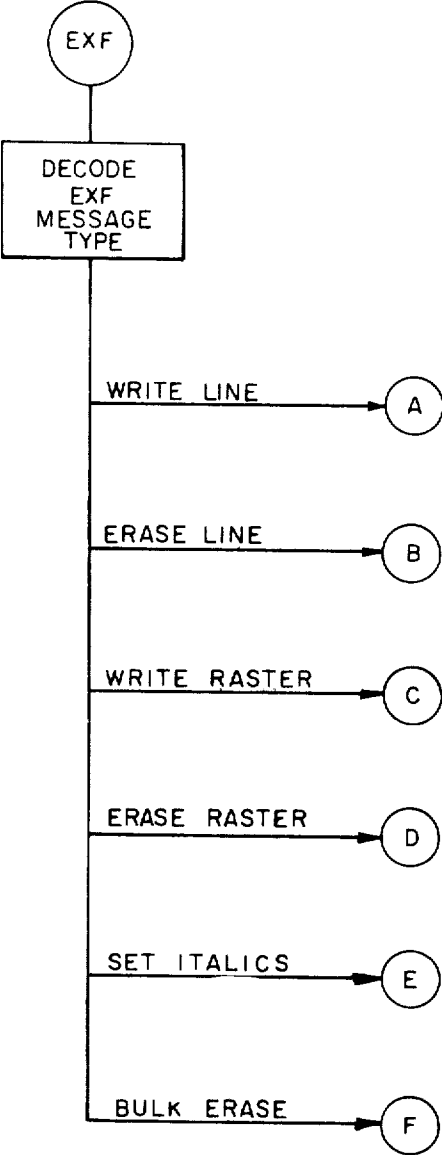 EXF
DECODE
EXF
MESSAGE
TYPE
WRITE LINE
A
ERASE LINE
B
WRITE RASTER
C
ERASE RASTER
D
SET ITALICS
E
BULK ERASE
F